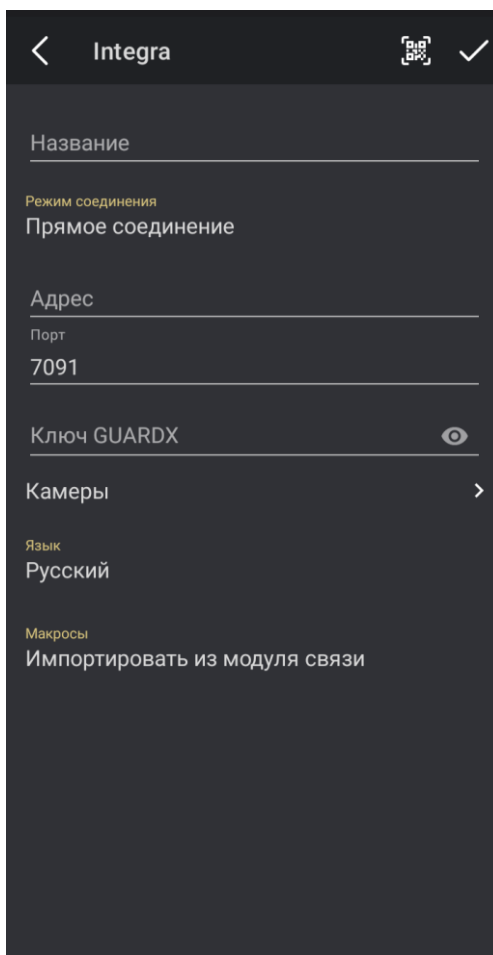 Integra
Название
Режим соединения
Прямое соединение
Адрес
Порт
7091
Ключ GUARDX
Камеры
Язык
Русский
Макросы
Импортировать из модуля связи